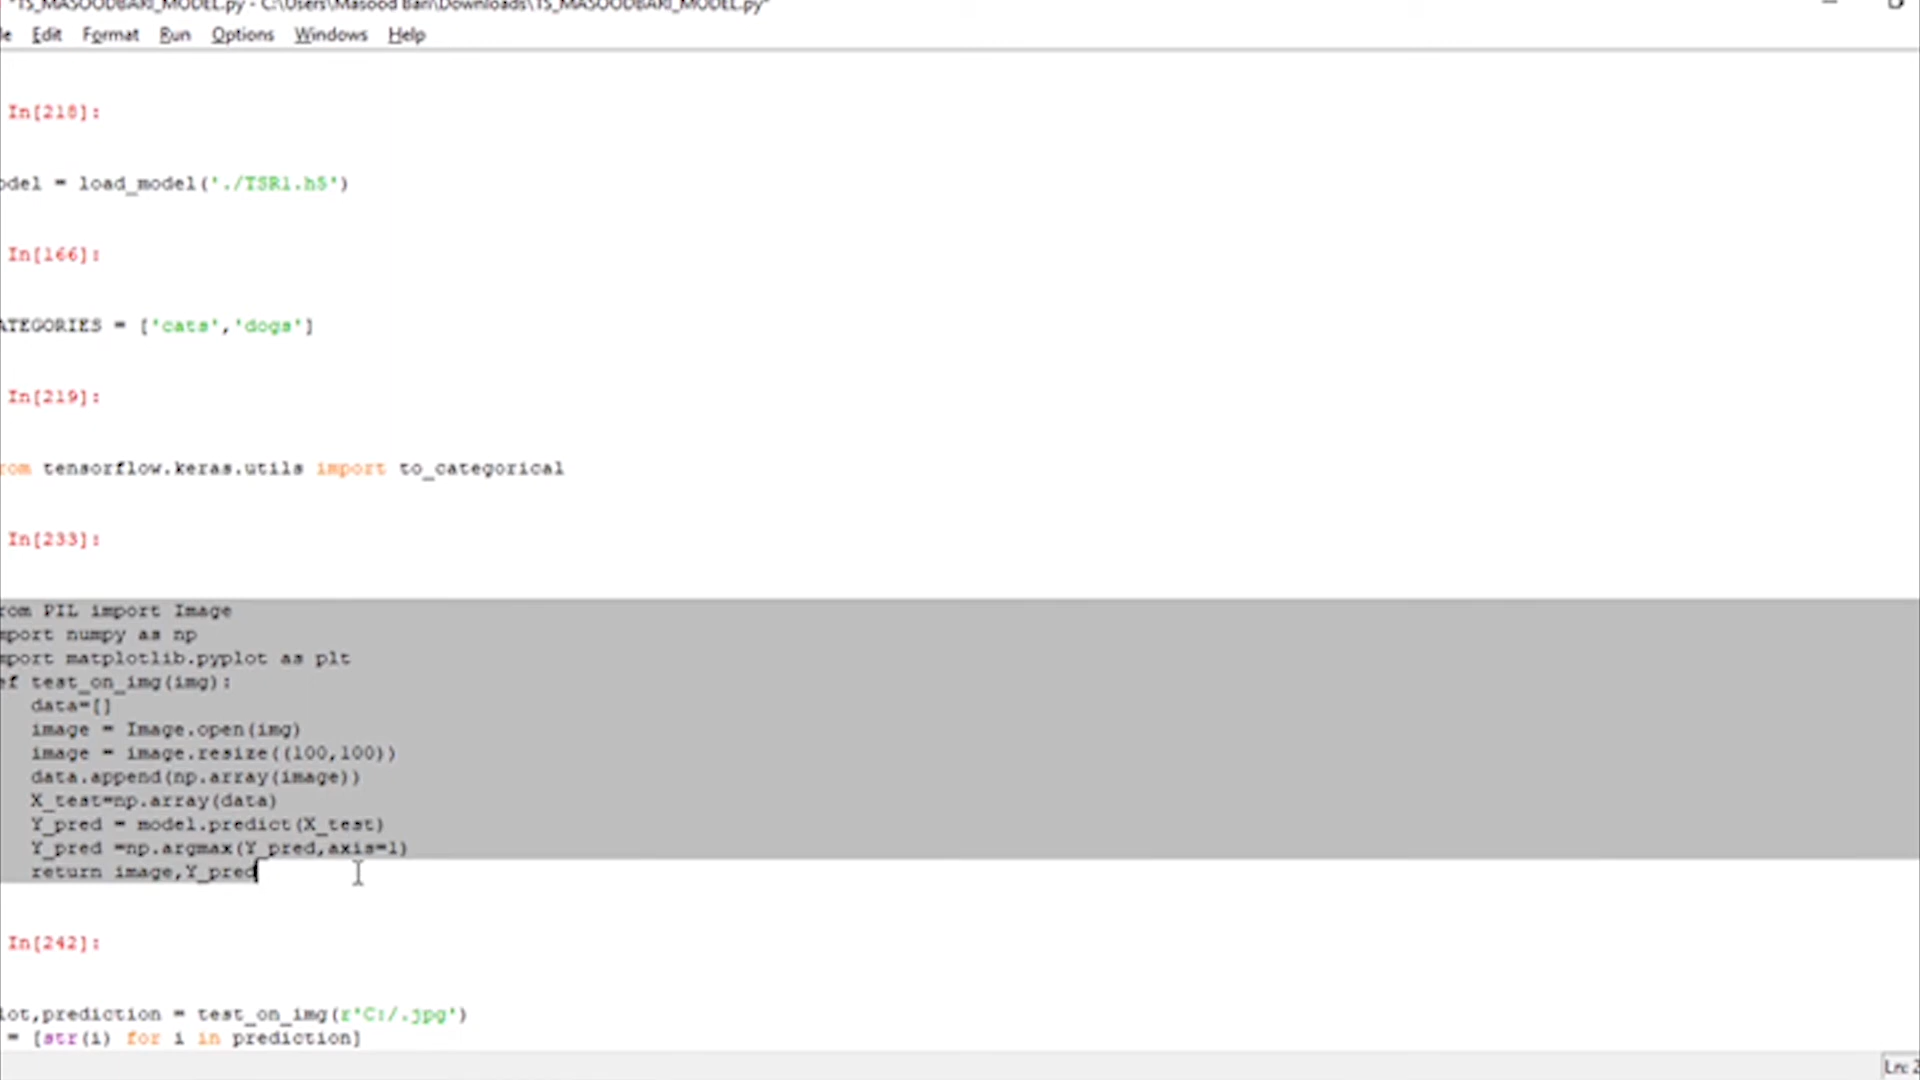 *TS_MASOODBARI_MODEL.py - C:\Users\Masood Bari\Downloads\TS_MASOODBARI_MODEL.py*
le Edit Format Run Options Windows Help
In[218]:
odel = load_model('./TSR1.h5')
In[166]:
ATEGORIES = ['cats','dogs']
In[219]:
rom tensorflow.keras.utils import to_categorical
In[233]:
rom PIL import Image
mport numpy as np
mport matplotlib.pyplot as plt
ef test_on_img(img):
data=[]
image = Image.open(img)
image = image.resize((100,100))
data.append(np.array(image))
X_test=np.array(data)
Y_pred = model.predict(X_test)
Y_pred =np.argmax(Y_pred,axis=1)
return image,Y_pred
In[242]:
lot,prediction = test_on_img(r'C:/.jpg')
= [str(i) for i in prediction]
Ln: 2